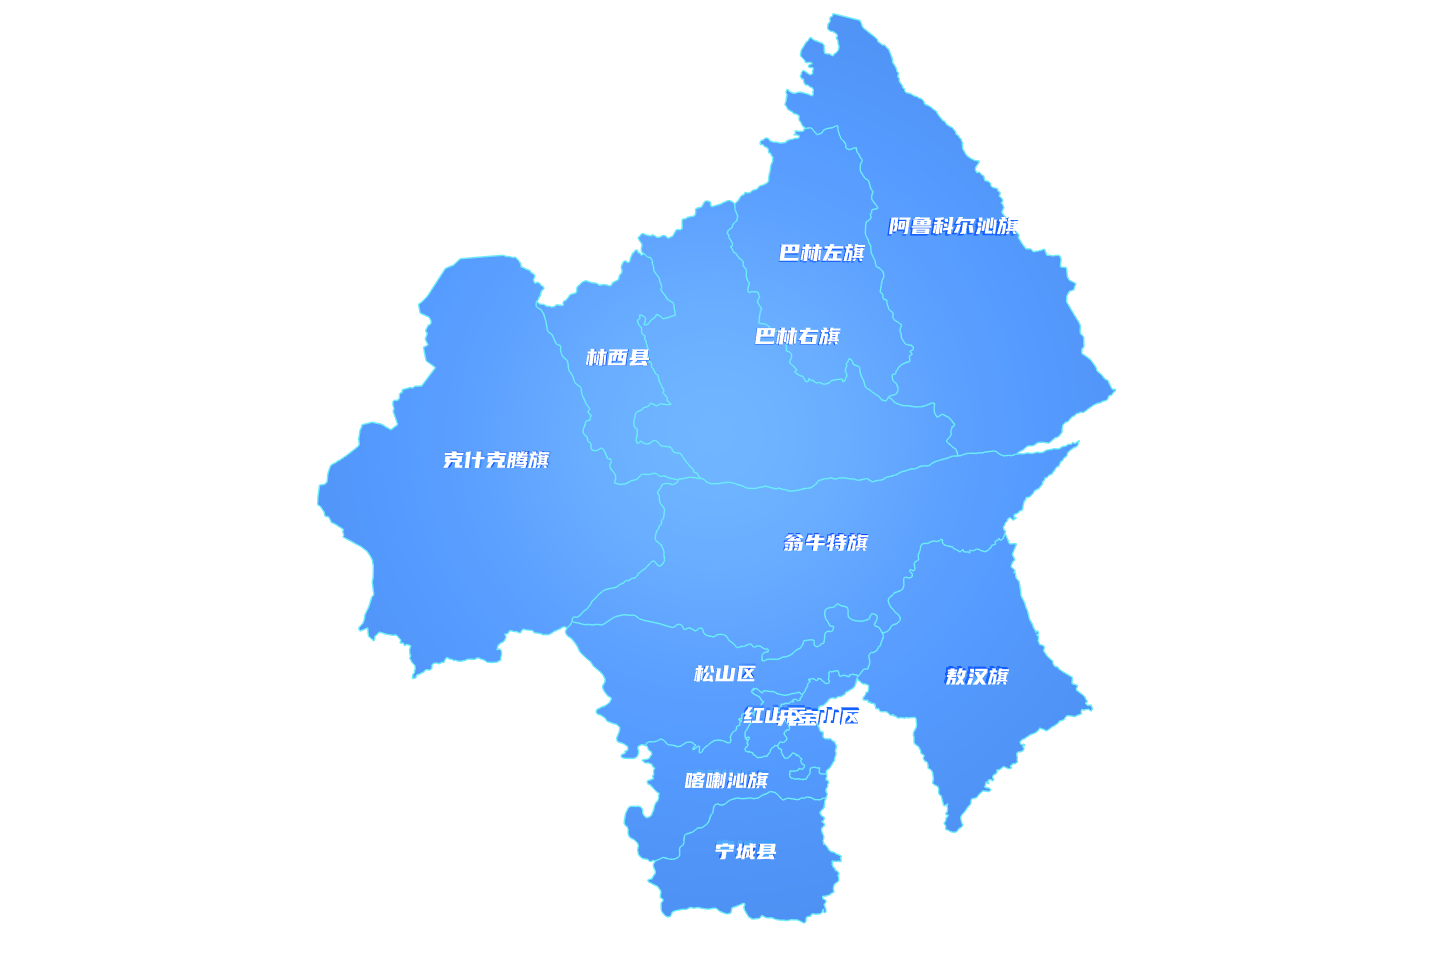 阿鲁科尔沁旗
巴林左旗
巴林右旗
林西县
克什克腾旗
翁牛特旗
松山区
敖汉旗
红山区
元宝山区
喀喇沁旗
宁城县